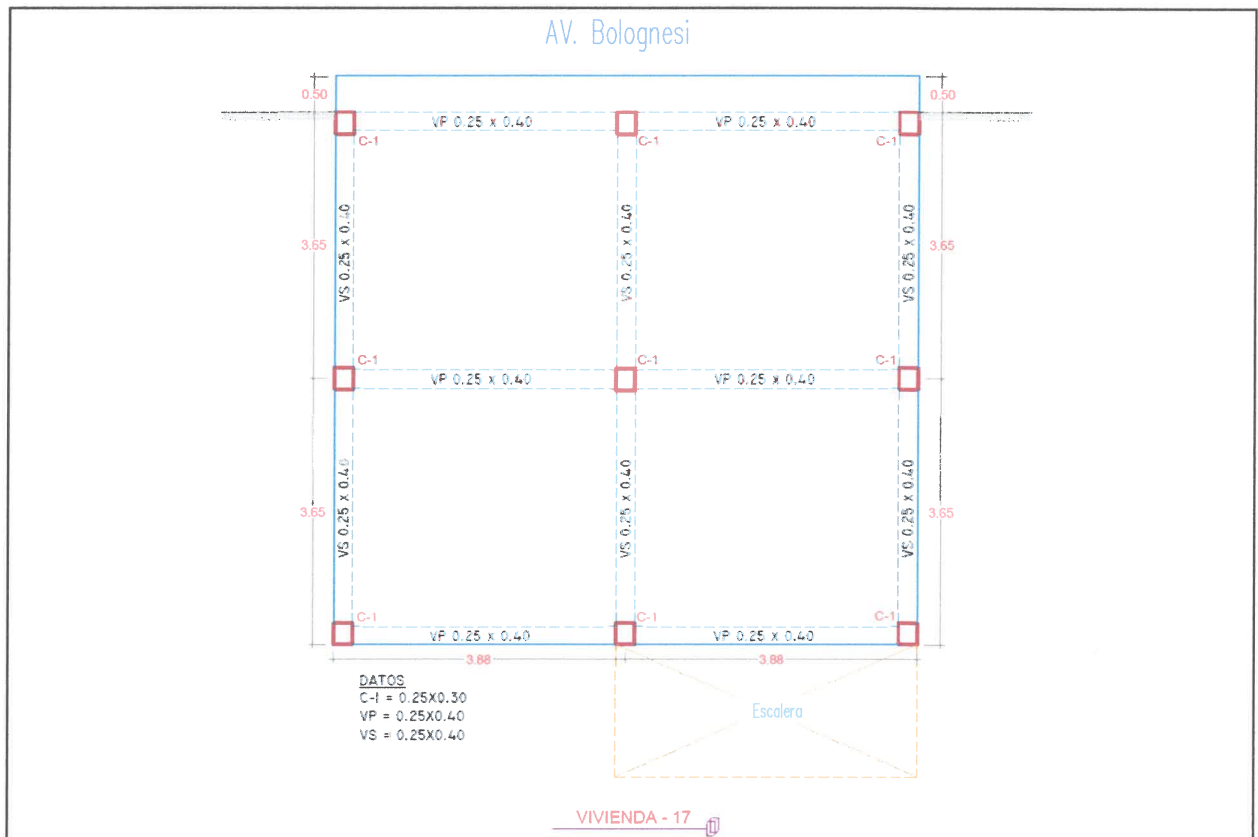 AV. Bolognesi
0.50 0.50
VP 0.25 x 0.40 VP 0.25 x 0.40
C-1 C-1 C-1
VS 0.25 x 0.40 VS 0.25 x 0.40 VS 0.25 x 0.40
3.65 3.65
C-1 C-1 C-1
VP 0.25 x 0.40 VP 0.25 x 0.40
VS 0.25 x 0.40 VS 0.25 x 0.40 VS 0.25 x 0.40
3.65 3.65
C-1 C-1 C-1
VP 0.25 x 0.40 VP 0.25 x 0.40
3.88 3.88
DATOS
C-1 = 0.25X0.30
VP = 0.25X0.40
VS = 0.25X0.40
Escalera
VIVIENDA - 17